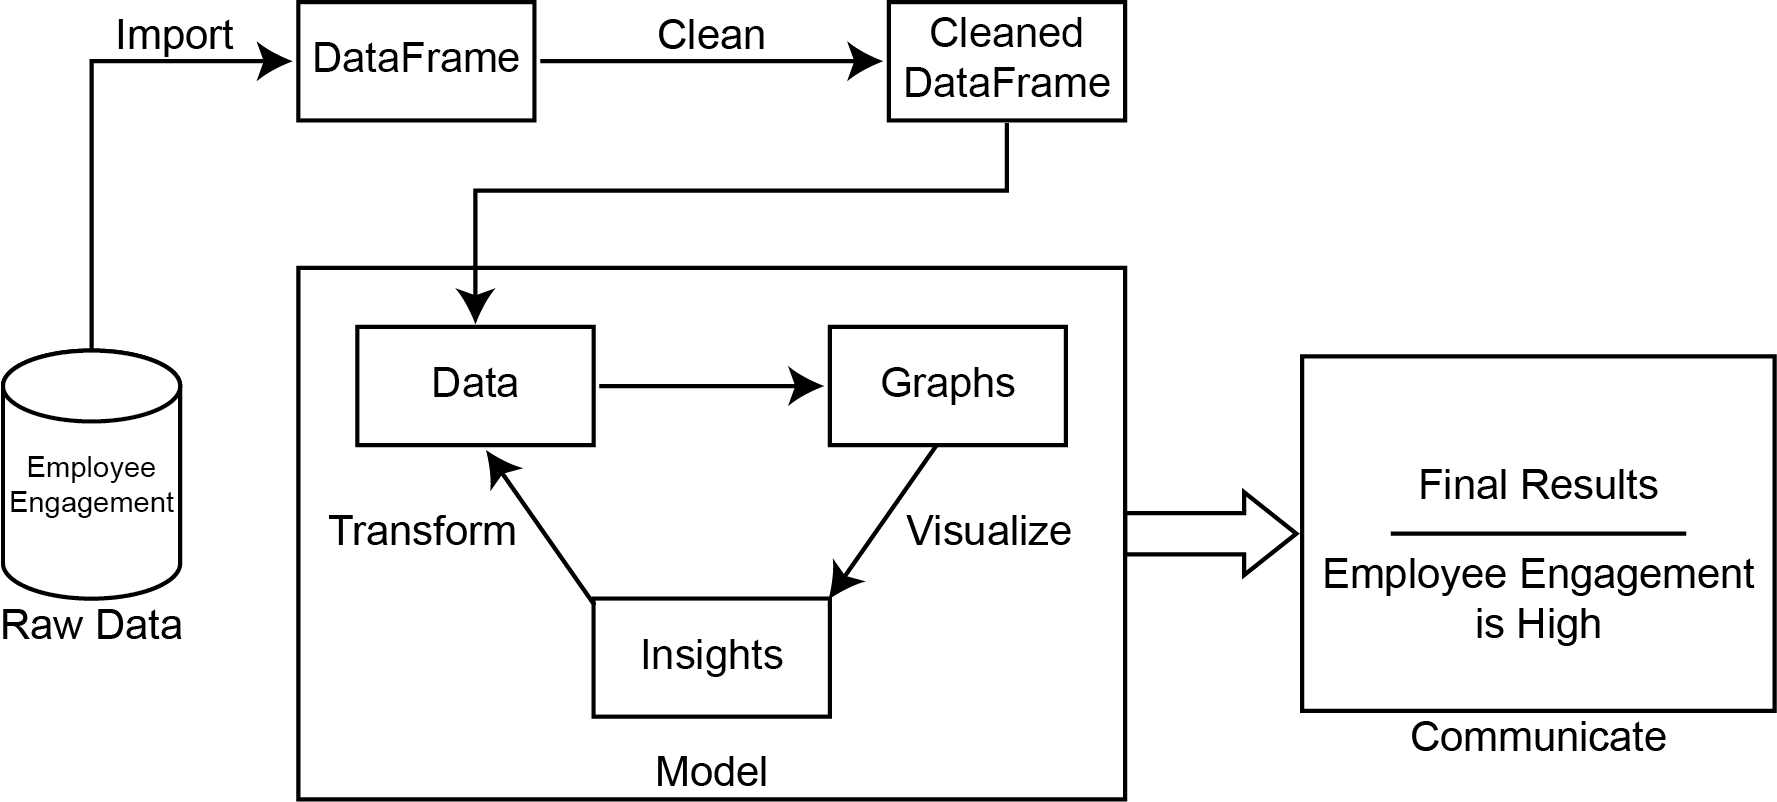 Import
DataFrame
Clean
Cleaned
DataFrame
Data
Graphs
Employee
Engagement
Raw Data
Transform
Visualize
Insights
Model
Final Results
Employee Engagement
is High
Communicate